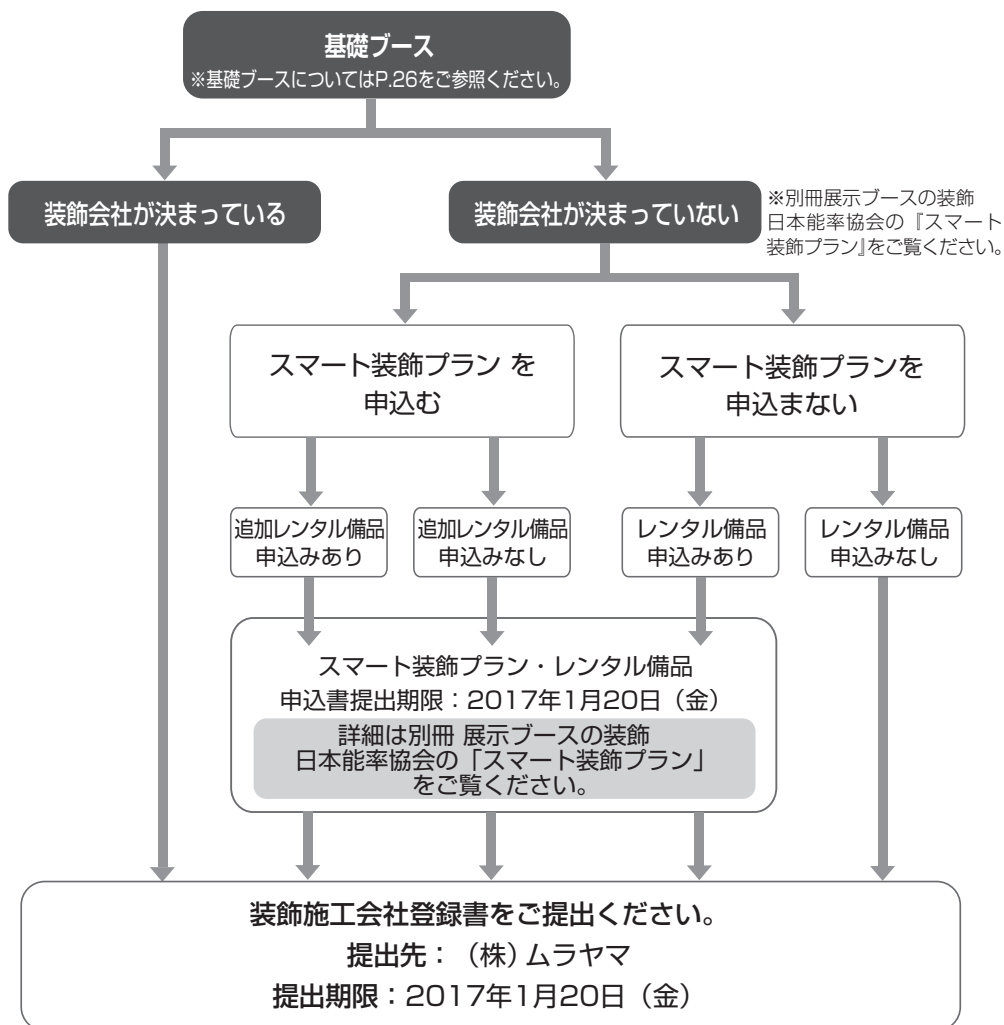 基礎ブース
※基礎ブースについてはP.26をご参照ください。
装飾会社が決まっている
装飾会社が決まっていない
※別冊展示ブースの装飾
日本能率協会の『スマート
装飾プラン』をご覧ください。
スマート装飾プラン を
申込む
スマート装飾プランを
申込まない
追加レンタル備品
申込みあり
追加レンタル備品
申込みなし
レンタル備品
申込みあり
レンタル備品
申込みなし
スマート装飾プラン・レンタル備品
申込書提出期限：2017年1月20日（金）
詳細は別冊 展示ブースの装飾
日本能率協会の「スマート装飾プラン」
をご覧ください。
装飾施工会社登録書をご提出ください。
提出先：（株）ムラヤマ
提出期限：2017年1月20日（金）